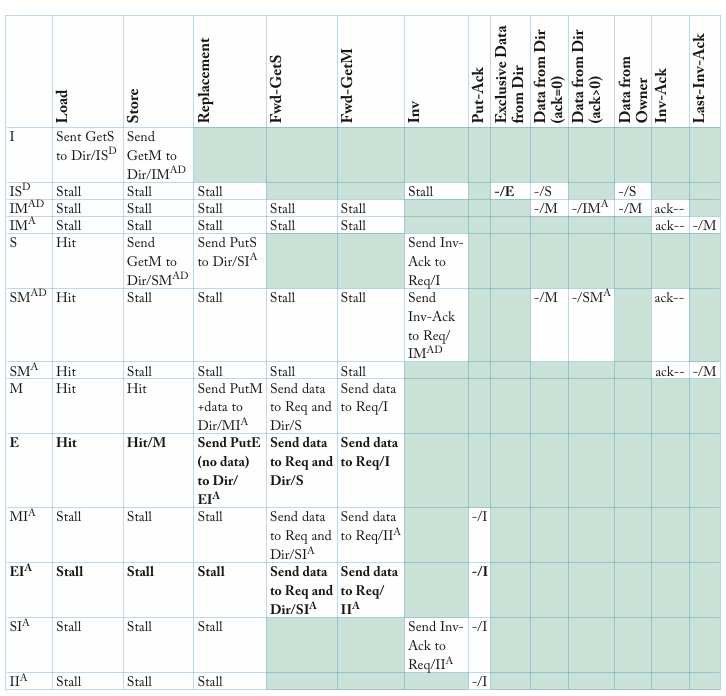 Load
Store
Replacement
Fwd-GetS
Fwd-GetM
Inv
Put-Ack
Exclusive Data
from Dir
Data from Dir
(ack=0)
Data from Dir
(ack>0)
Data from
Owner
Inv-Ack
Last-Inv-Ack
I
Sent GetS
to Dir/IS^D
Send
GetM to
Dir/IM^AD
IS^D Stall Stall Stall Stall -/E -/S -/S
IM^AD Stall Stall Stall Stall Stall -/M -/IM^A -/M ack--
IM^A Stall Stall Stall Stall Stall ack-- -/M
S
Hit
Send
GetM to
Dir/SM^AD
Send PutS
to Dir/SI^A
Send Inv-
Ack to
Req/I
SM^AD Hit Stall Stall Stall Stall
Send
Inv-Ack
to Req/
IM^AD
-/M -/SM^A ack--
SM^A Hit Stall Stall Stall Stall ack-- -/M
M
Hit
Hit
Send PutM
+data to
Dir/MI^A
Send data
to Req and
Dir/S
Send data
to Req/I
E
Hit
Hit/M
Send PutE
(no data)
to Dir/
EI^A
Send data
to Req and
Dir/S
Send data
to Req/I
MI^A Stall Stall Stall
Send data
to Req and
Dir/SI^A
Send data
to Req/II^A
-/I
EI^A Stall Stall Stall
Send data
to Req and
Dir/SI^A
Send data
to Req/
II^A
-/I
SI^A Stall Stall Stall
Send Inv-
Ack to
Req/II^A
-/I
II^A Stall Stall Stall -/I